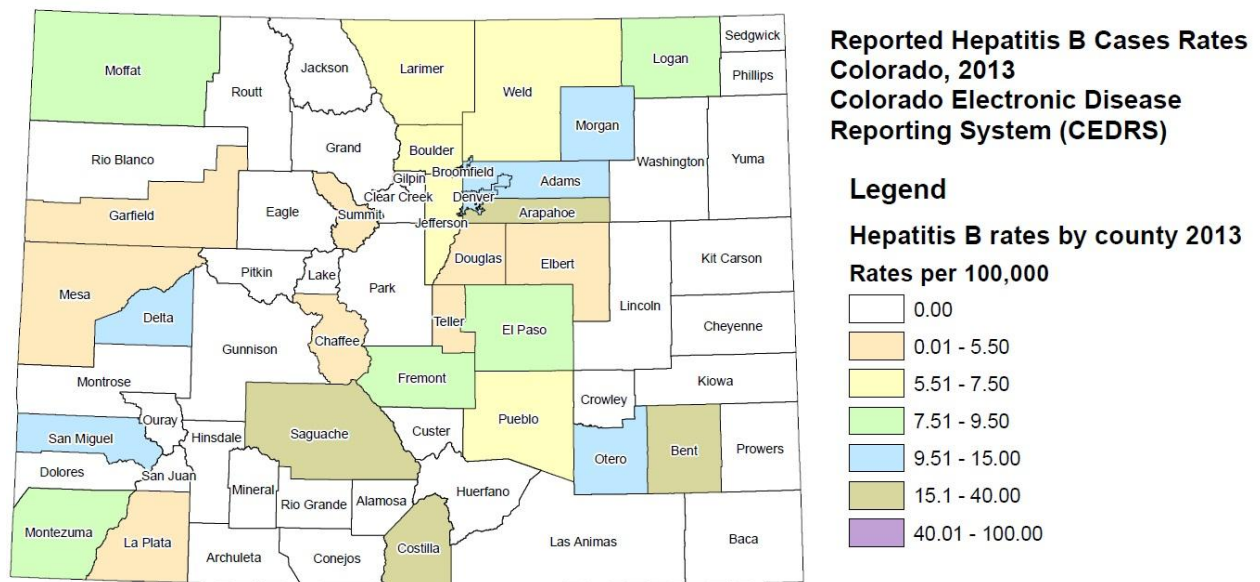 Reported Hepatitis B Cases Rates
Colorado, 2013
Colorado Electronic Disease
Reporting System (CEDRS)
Legend
Hepatitis B rates by county 2013
Rates per 100,000
0.00
0.01 - 5.50
5.51 - 7.50
7.51 - 9.50
9.51 - 15.00
15.1 - 40.00
40.01 - 100.00
Sedgwick
Logan
Jackson
Larimer
Moffat
Phillips
Routt
Weld
Morgan
Grand
Boulder
Rio Blanco
Washington
Yuma
Broomfield
Gilpin
Adams
Clear Creek
Denver
Garfield
Eagle
Summit
Arapahoe
Jefferson
Pitkin
Lake
Douglas
Elbert
Kit Carson
Park
Mesa
Lincoln
Delta
Teller
El Paso
Cheyenne
Chaffee
Gunnison
Fremont
Montrose
Kiowa
Crowley
Ouray
Pueblo
Custer
San Miguel
Hinsdale
Saguache
Otero
Bent
Prowers
Dolores
San Juan
Mineral
Rio Grande
Alamosa
Huerfano
Montezuma
La Plata
Costilla
Las Animas
Baca
Archuleta
Conejos